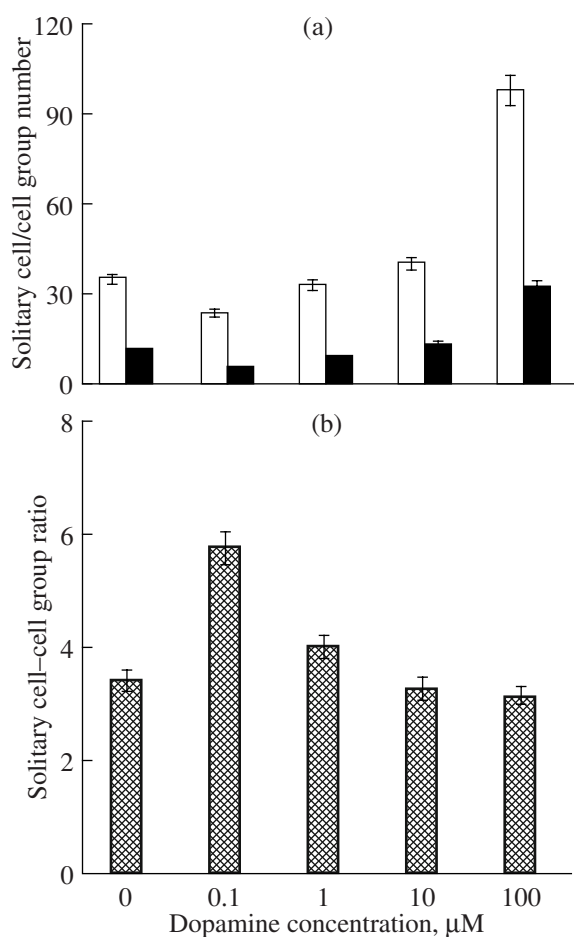 (a)
Solitary cell/cell group number
120
90
60
30
0
(b)
Solitary cell–cell group ratio
8
6
4
2
0
0 0.1 1 10 100
Dopamine concentration, μM